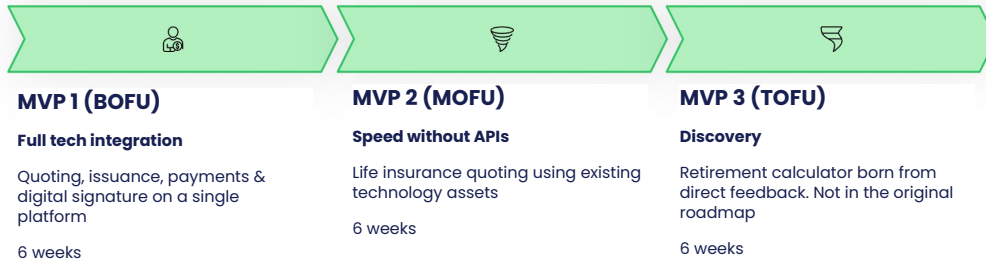 MVP 1 (BOFU)
Full tech integration
Quoting, issuance, payments &
digital signature on a single
platform
6 weeks
MVP 2 (MOFU)
Speed without APIs
Life insurance quoting using existing
technology assets
6 weeks
MVP 3 (TOFU)
Discovery
Retirement calculator born from
direct feedback. Not in the original
roadmap
6 weeks